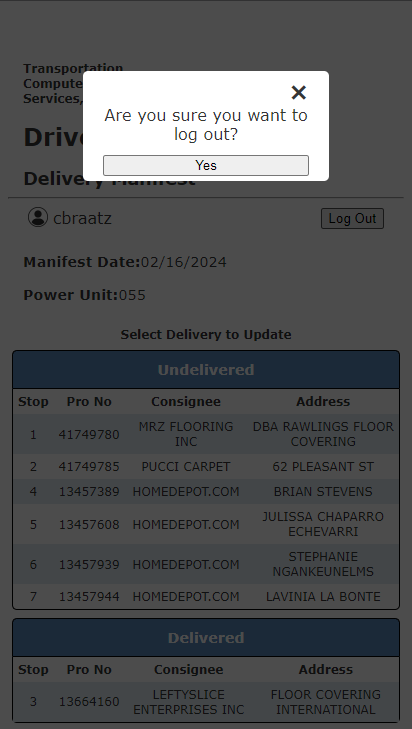 Transportation
Compute
Services,
Drive
Delivery Manifest
×
Are you sure you want to
log out?
Yes
cbraatz
Log Out
Manifest Date:02/16/2024
Power Unit:055
Select Delivery to Update
Undelivered
Stop Pro No Consignee Address
1 41749780 MRZ FLOORING INC DBA RAWLINGS FLOOR COVERING
2 41749785 PUCCI CARPET 62 PLEASANT ST
4 13457389 HOMEDEPOT.COM BRIAN STEVENS
5 13457608 HOMEDEPOT.COM JULISSA CHAPARRO ECHEVARRI
6 13457939 HOMEDEPOT.COM STEPHANIE NGANKEUNELMS
7 13457944 HOMEDEPOT.COM LAVINIA LA BONTE
Delivered
Stop Pro No Consignee Address
3 13664160 LEFTYSLICE ENTERPRISES INC FLOOR COVERING INTERNATIONAL